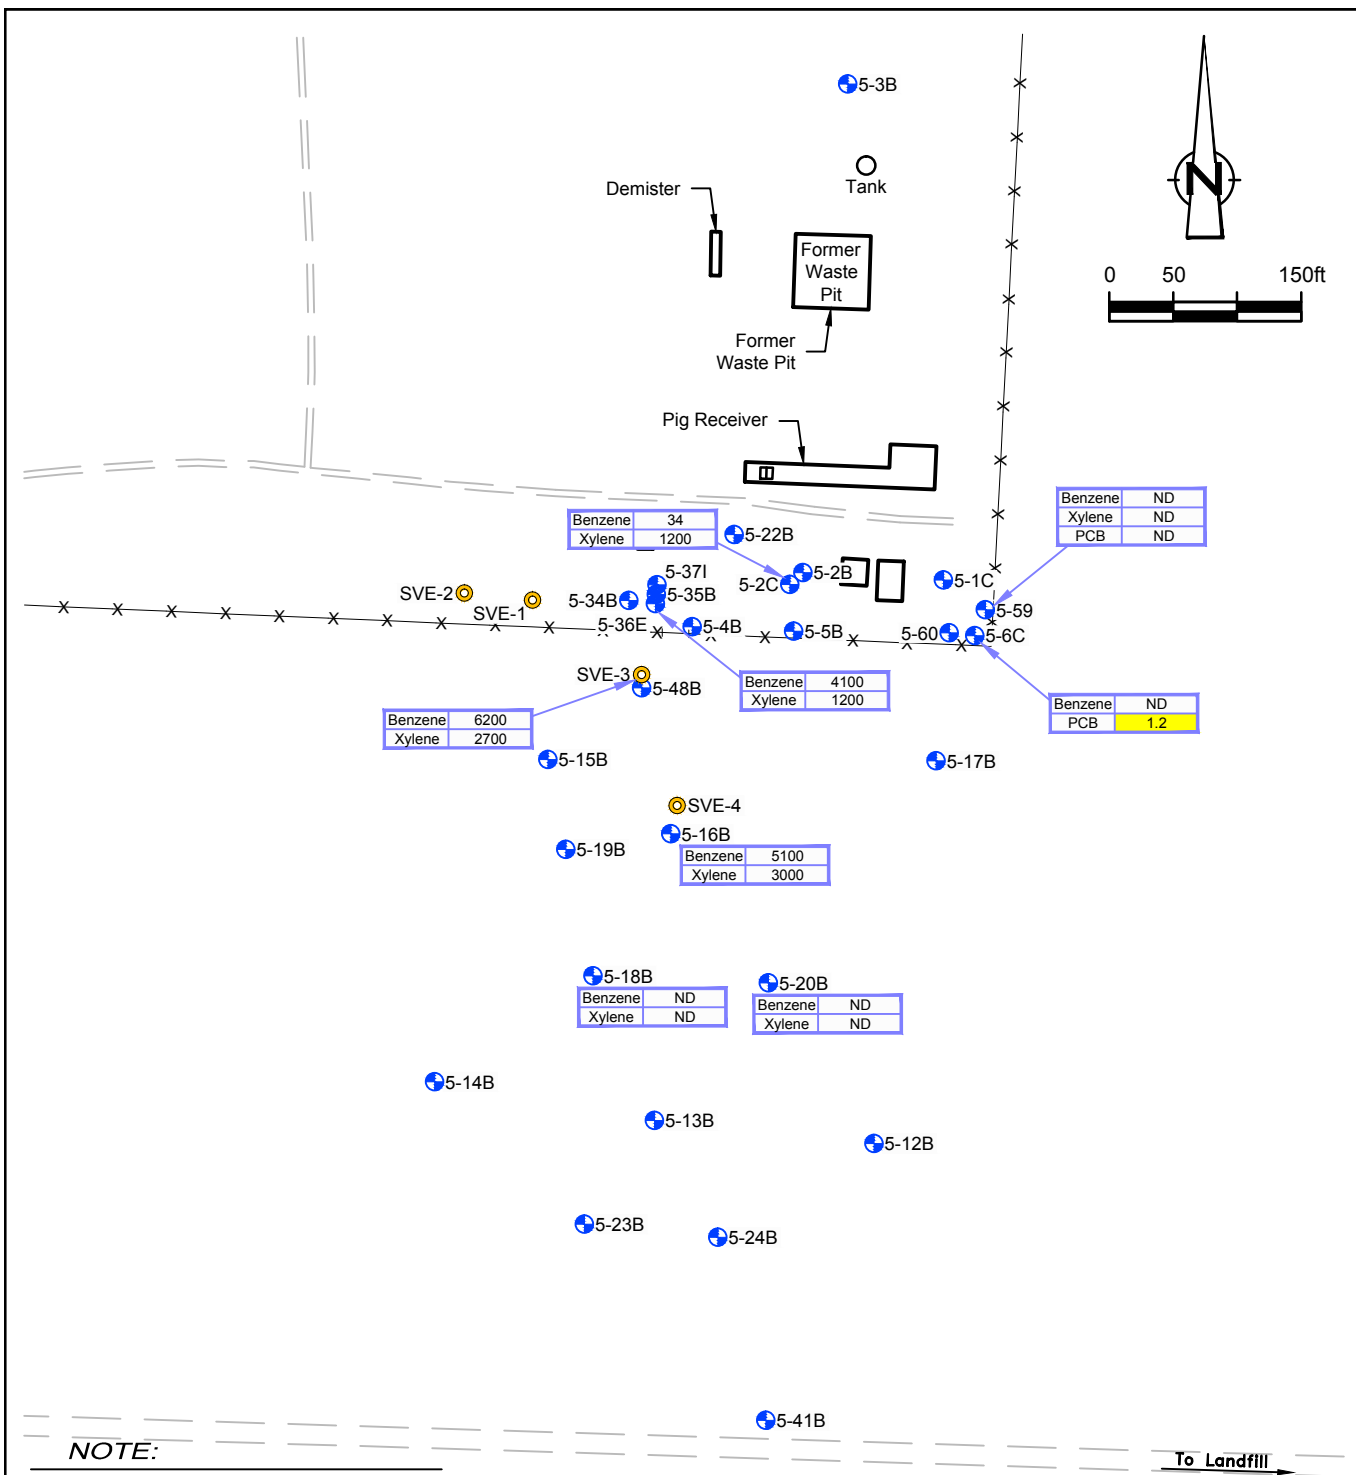 5-3B
Tank
Demister
N
Former
Waste
Pit
0 50 150ft
Former
Waste Pit
Pig Receiver
Benzene ND
Xylene ND
PCB ND
Benzene 34
Xylene 1200
5-22B
5-37I
5-2C
5-2B
5-1C
SVE-2
SVE-1
5-34B
5-35B
5-59
5-36E
5-4B
5-5B
5-60
5-6C
SVE-3
5-48B
Benzene 4100
Xylene 1200
Benzene ND
PCB 1.2
Benzene 6200
Xylene 2700
5-15B
5-17B
SVE-4
5-16B
5-19B
Benzene 5100
Xylene 3000
5-18B
Benzene ND
Xylene ND
5-20B
Benzene ND
Xylene ND
5-14B
5-13B
5-12B
5-23B
5-24B
5-41B
NOTE:
To Landfill